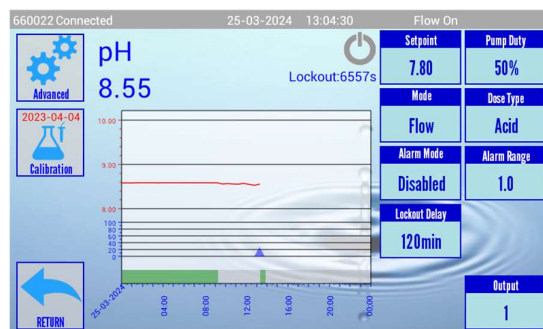 660022 Connected 25-03-2024 13:04:30 Flow On
Advanced
2023-04-04
Calibration
RETURN
pH
8.55
Lockout:6557s
10.00
9.00
8.00
100
80
60
40
20
0
25-03-2024 04:00 08:00 12:00 16:00 20:00 00:00
Setpoint
7.80
Pump Duty
50%
Mode
Flow
Dose Type
Acid
Alarm Mode
Disabled
Alarm Range
1.0
Lockout Delay
120min
Output
1